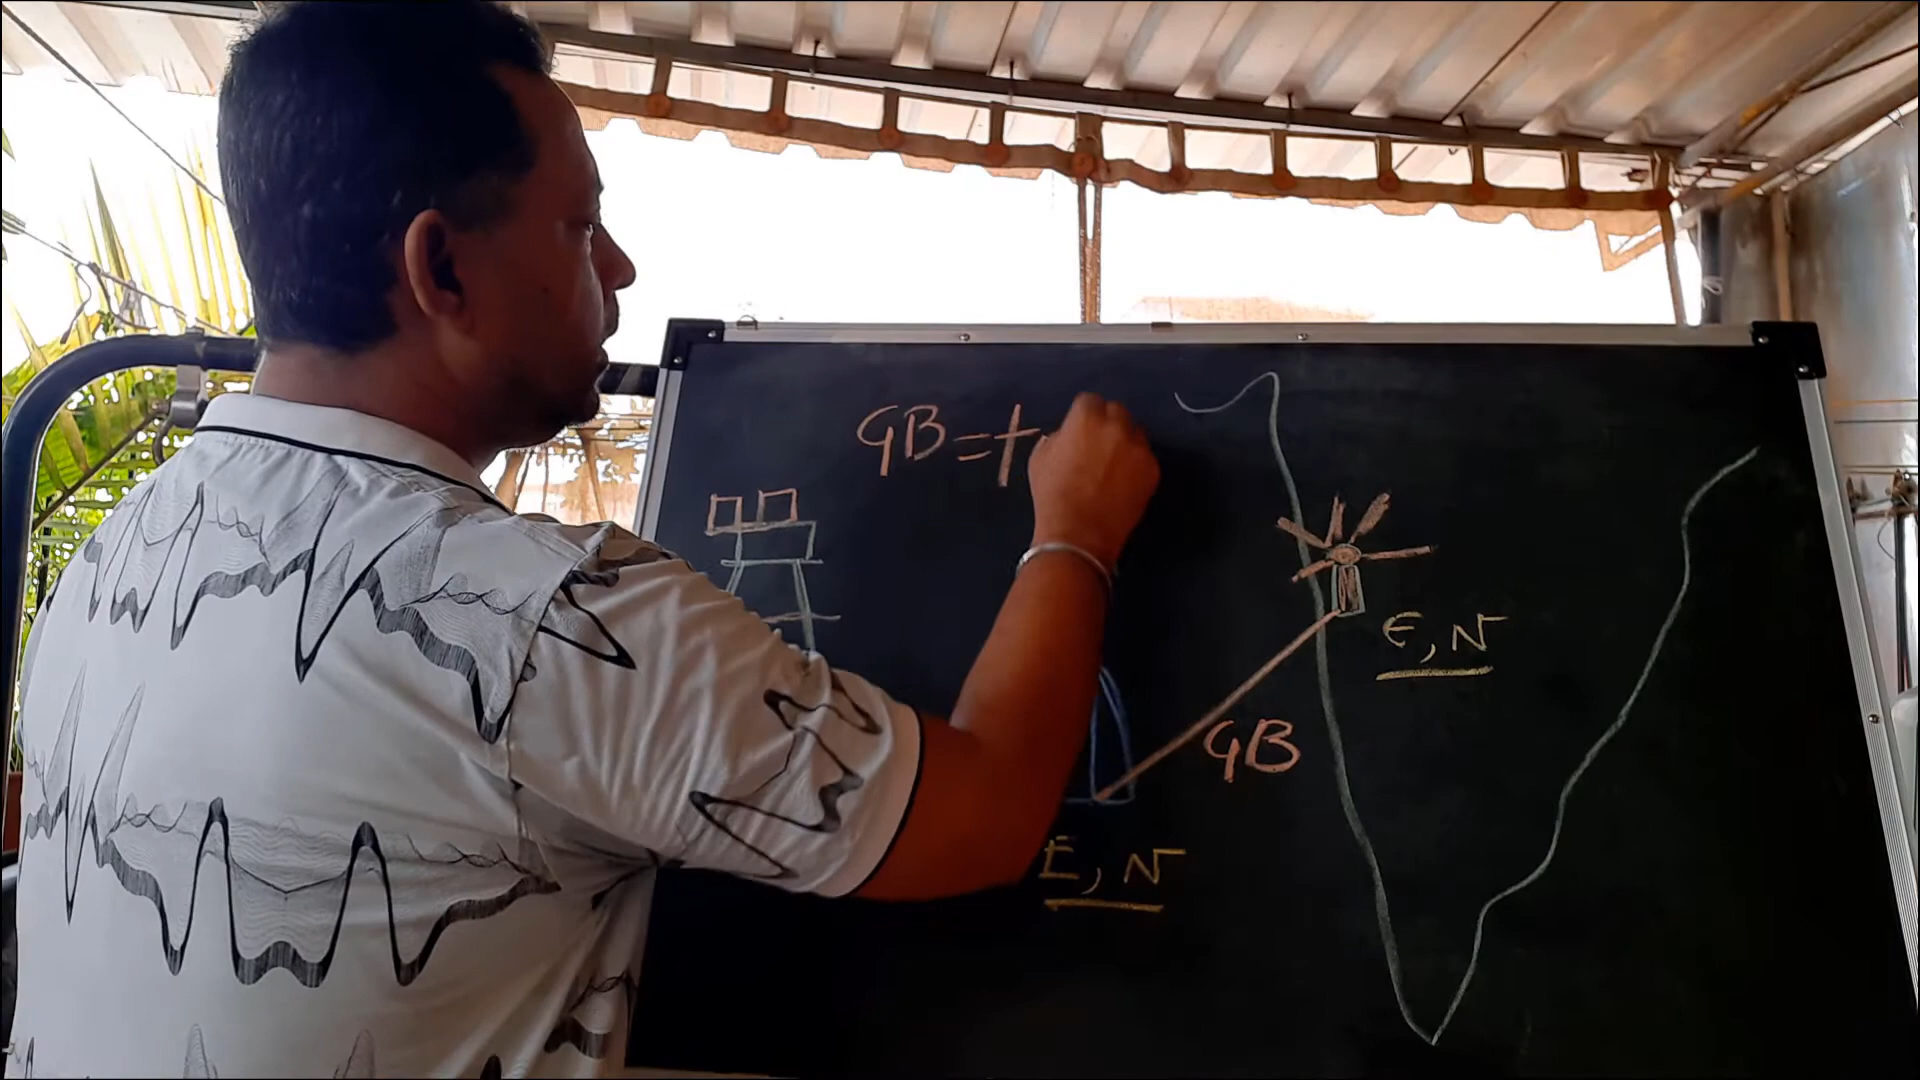 GB = t
E, N
GB
E, N